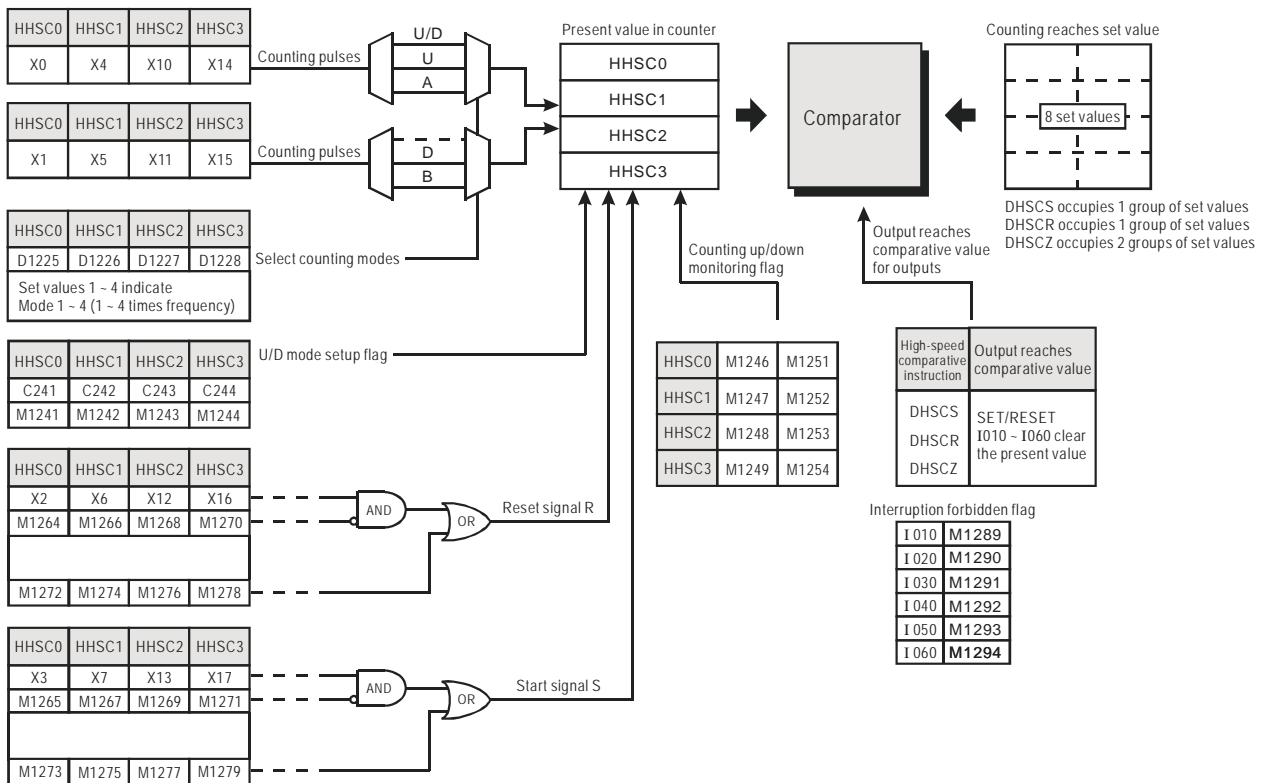 HHSC0 HHSC1 HHSC2 HHSC3
X0 X4 X10 X14
Counting pulses
U/D
U
A
HHSC0 HHSC1 HHSC2 HHSC3
X1 X5 X11 X15
Counting pulses
D
B
HHSC0 HHSC1 HHSC2 HHSC3
D1225 D1226 D1227 D1228
Select counting modes
Set values 1 ~ 4 indicate
Mode 1 ~ 4 (1 ~ 4 times frequency)
HHSC0 HHSC1 HHSC2 HHSC3
C241 C242 C243 C244
M1241 M1242 M1243 M1244
U/D mode setup flag
HHSC0 HHSC1 HHSC2 HHSC3
X2 X6 X12 X16
M1264 M1266 M1268 M1270
M1272 M1274 M1276 M1278
AND
OR
Reset signal R
HHSC0 HHSC1 HHSC2 HHSC3
X3 X7 X13 X17
M1265 M1267 M1269 M1271
M1273 M1275 M1277 M1279
AND
OR
Start signal S
Present value in counter
HHSC0
HHSC1
HHSC2
HHSC3
Comparator
Counting reaches set value
8 set values
DHSCS occupies 1 group of set values
DHSCR occupies 1 group of set values
DHSCZ occupies 2 groups of set values
Counting up/down
monitoring flag
HHSC0 M1246 M1251
HHSC1 M1247 M1252
HHSC2 M1248 M1253
HHSC3 M1249 M1254
Output reaches
comparative value
for outputs
High-speed
comparative
instruction
Output reaches
comparative value
DHSCS
DHSCR
DHSCZ
SET/RESET
I010 ~ I060 clear
the present value
Interruption forbidden flag
I 010 M1289
I 020 M1290
I 030 M1291
I 040 M1292
I 050 M1293
I 060 M1294